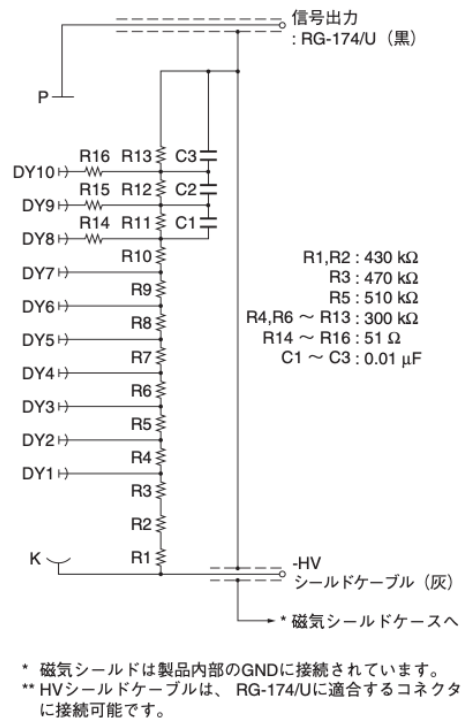 信号出力
: RG-174/U（黒）
P
R16 R13 C3
DY10
R15 R12 C2
DY9
R14 R11 C1
DY8
R10
DY7
R9
DY6
R8
DY5
R7
DY4
R6
DY3
R5
DY2
R4
DY1
R3
R2
K
R1
R1,R2 : 430 kΩ
R3 : 470 kΩ
R5 : 510 kΩ
R4,R6 ～ R13 : 300 kΩ
R14 ～ R16 : 51 Ω
C1 ～ C3 : 0.01 µF
-HV
シールドケーブル（灰）
* 磁気シールドケースへ
* 磁気シールドは製品内部のGNDに接続されています。
** HVシールドケーブルは、 RG-174/Uに適合するコネクタ
に接続可能です。